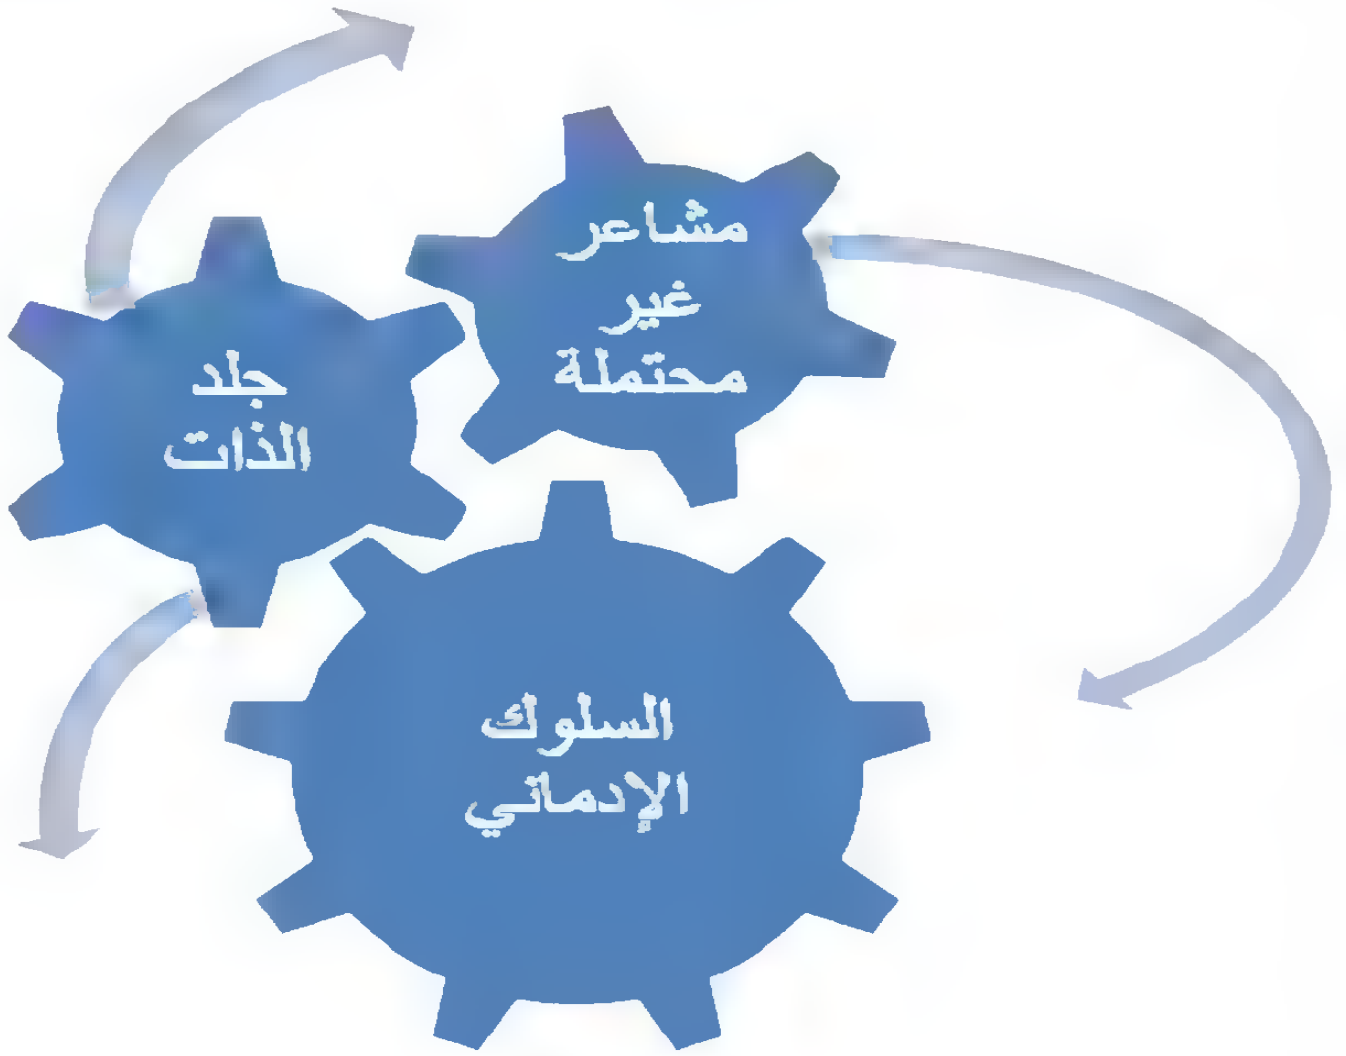 مشاعر
غير
محتملة
جلد
الذات
السلوك
الإدماني